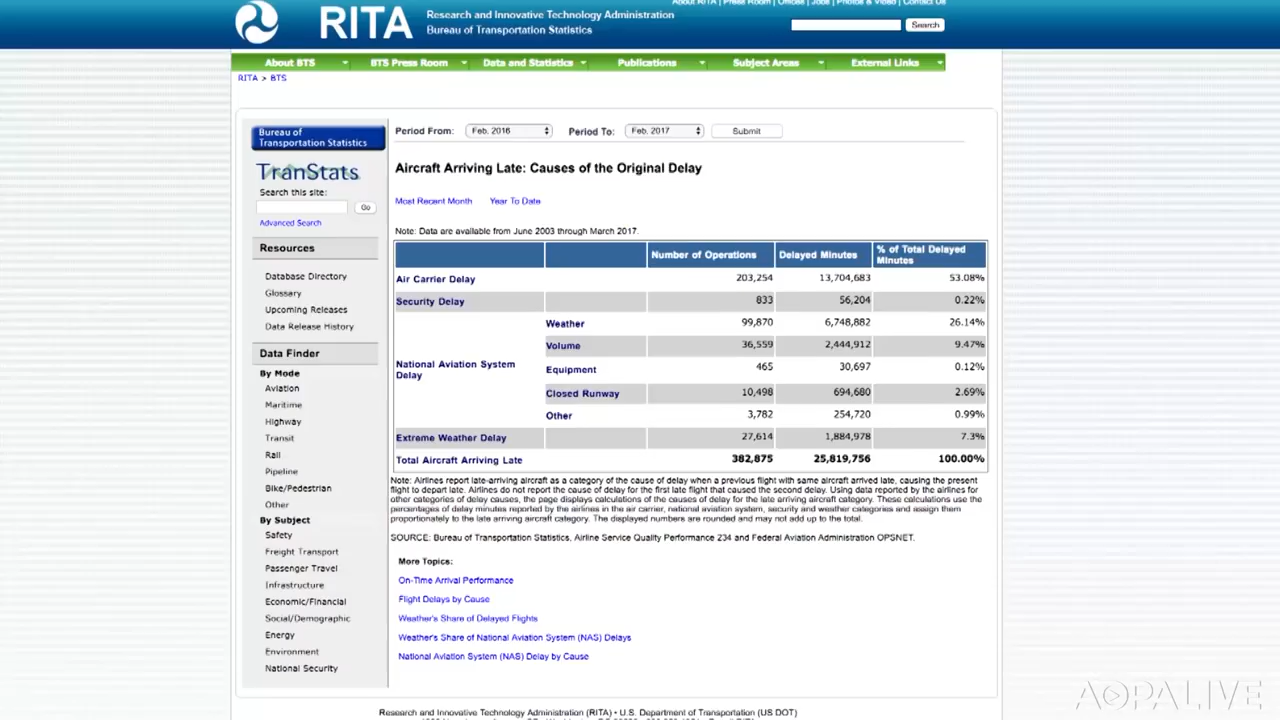 About RITA | Press Room | Offices | Jobs | Photos & Video | Contact Us
RITA
Research and Innovative Technology Administration
Bureau of Transportation Statistics
Search
About BTS BTS Press Room Data and Statistics Publications Subject Areas External Links
RITA > BTS
Bureau of
Transportation Statistics
TranStats
Search this site:
Go
Advanced Search
Resources
Database Directory
Glossary
Upcoming Releases
Data Release History
Data Finder
By Mode
Aviation
Maritime
Highway
Transit
Rail
Pipeline
Bike/Pedestrian
Other
By Subject
Safety
Freight Transport
Passenger Travel
Infrastructure
Economic/Financial
Social/Demographic
Energy
Environment
National Security
Period From: Feb. 2016 Period To: Feb. 2017 Submit
Aircraft Arriving Late: Causes of the Original Delay
Most Recent Month Year To Date
Note: Data are available from June 2003 through March 2017.
Number of Operations Delayed Minutes % of Total Delayed
Minutes
Air Carrier Delay 203,254 13,704,683 53.08%
Security Delay 833 56,204 0.22%
National Aviation System
Delay
Weather 99,870 6,748,882 26.14%
Volume 36,559 2,444,912 9.47%
Equipment 465 30,697 0.12%
Closed Runway 10,498 694,680 2.69%
Other 3,782 254,720 0.99%
Extreme Weather Delay 27,614 1,884,978 7.3%
Total Aircraft Arriving Late 382,875 25,819,756 100.00%
Note: Airlines report late-arriving aircraft as a category of the cause of delay when a previous flight with same aircraft arrived late, causing the present
flight to depart late. Airlines do not report the cause of delay for the first late flight that caused the second delay. Using data reported by the airlines for
other categories of delay causes, the page displays calculations of the causes of delay for the late arriving aircraft category. These calculations use the
percentages of delay minutes reported by the airlines in the air carrier, national aviation system, security and weather categories and assign them
proportionately to the late arriving aircraft category. The displayed numbers are rounded and may not add up to the total.
SOURCE: Bureau of Transportation Statistics, Airline Service Quality Performance 234 and Federal Aviation Administration OPSNET.
More Topics:
On-Time Arrival Performance
Flight Delays by Cause
Weather's Share of Delayed Flights
Weather's Share of National Aviation System (NAS) Delays
National Aviation System (NAS) Delay by Cause
Research and Innovative Technology Administration (RITA) • U.S. Department of Transportation (US DOT)
AOPA LIVE